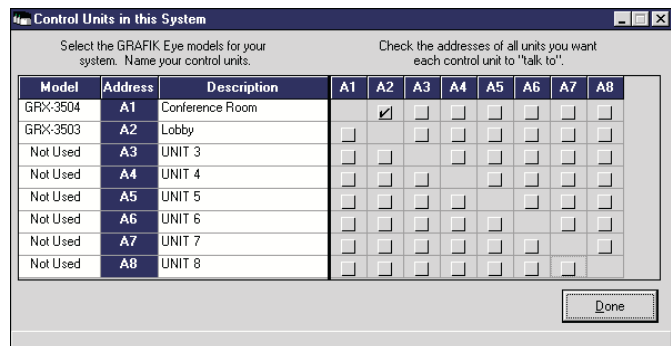 Control Units in this System
Select the GRAFIK Eye models for your
system. Name your control units.
Check the addresses of all units you want
each control unit to "talk to".
Model Address Description A1 A2 A3 A4 A5 A6 A7 A8
GRX-3504 A1 Conference Room
GRX-3503 A2 Lobby
Not Used A3 UNIT 3
Not Used A4 UNIT 4
Not Used A5 UNIT 5
Not Used A6 UNIT 6
Not Used A7 UNIT 7
Not Used A8 UNIT 8
Done